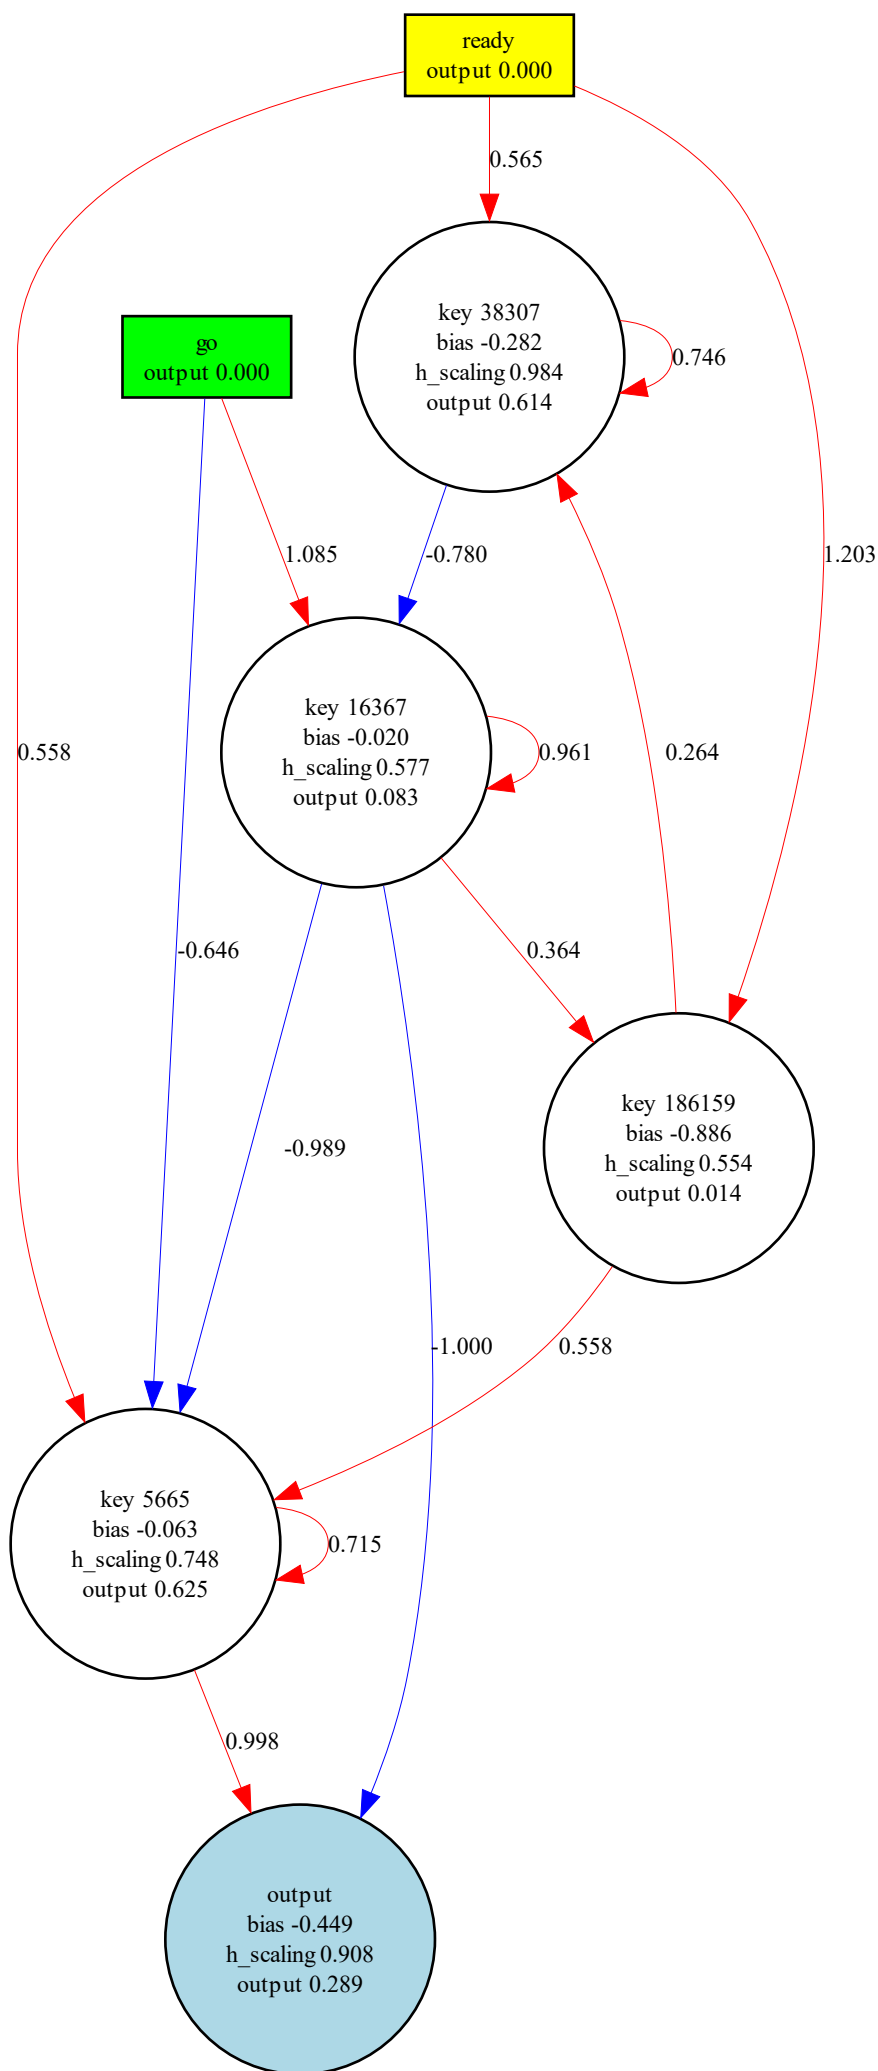 ready
output 0.000
0.565
go
output 0.000
key 38307
bias -0.282
h_scaling 0.984
output 0.614
0.746
1.085
-0.780
1.203
key 16367
bias -0.020
h_scaling 0.577
output 0.083
0.961
0.264
0.558
-0.646
0.364
key 186159
bias -0.886
h_scaling 0.554
output 0.014
-0.989
-1.000
0.558
key 5665
bias -0.063
h_scaling 0.748
output 0.625
0.715
0.998
output
bias -0.449
h_scaling 0.908
output 0.289